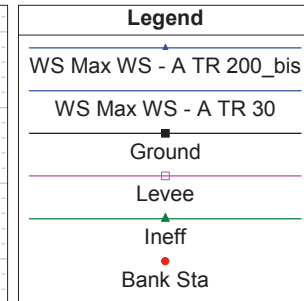 Legend
WS Max WS - A TR 200_bis
WS Max WS - A TR 30
Ground
Levee
Ineff
Bank Sta